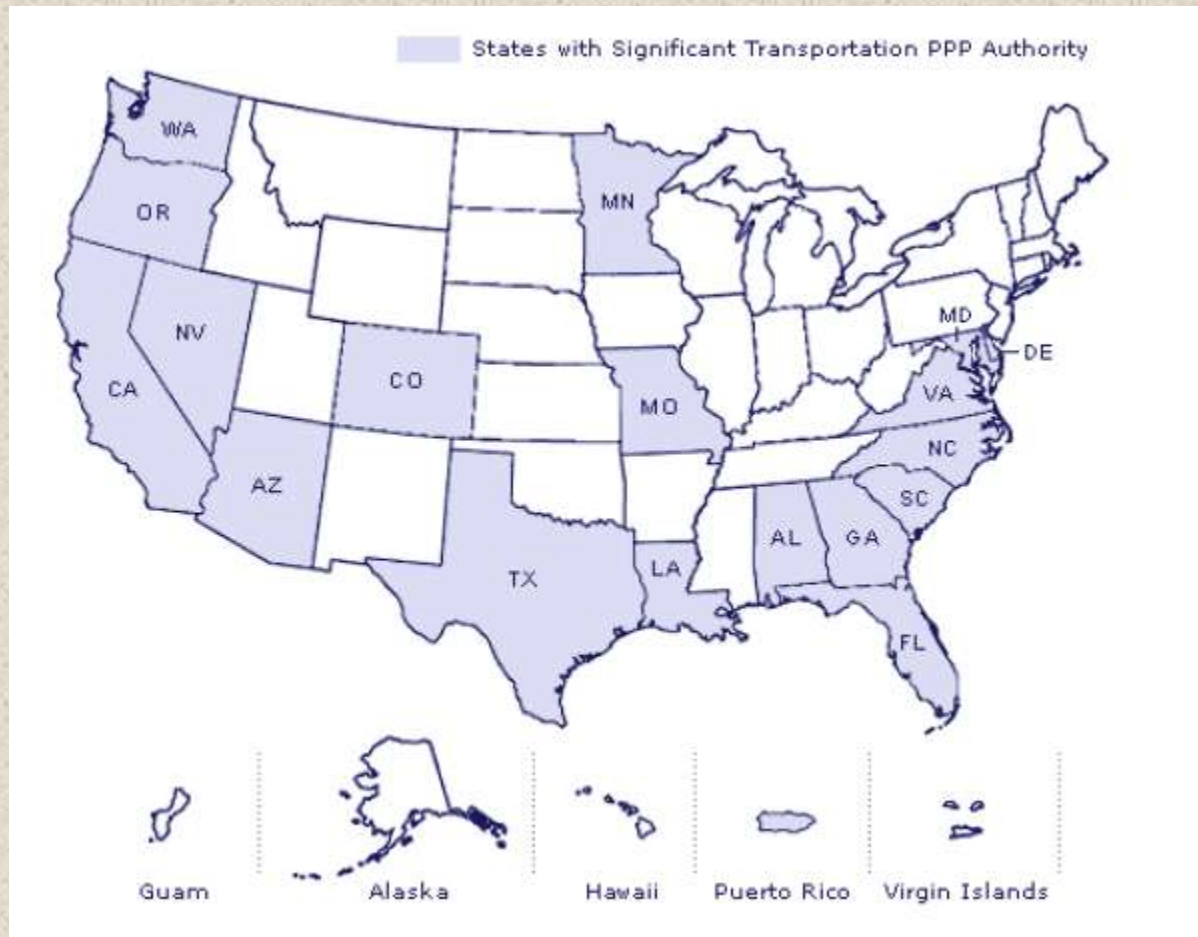 States with Significant Transportation PPP Authority
WA
OR
MN
NV
MD
DE
CA
CO
MO
VA
AZ
NC
SC
AL
GA
TX
LA
FL
Guam
Alaska
Hawaii
Puerto Rico
Virgin Islands